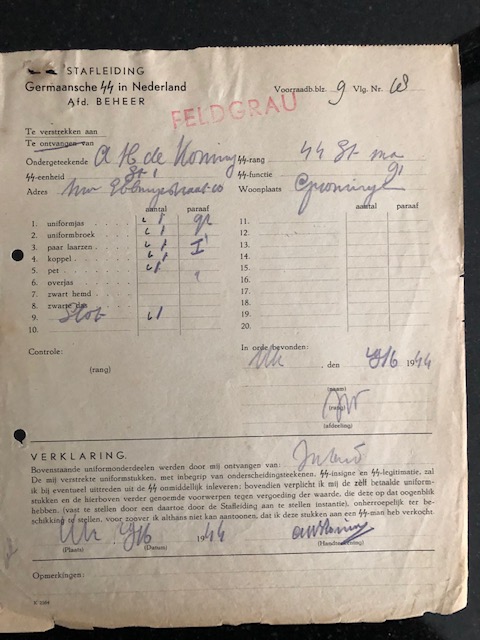 STAFLEIDING
Germaansche ᛋᛋ in Nederland
Afd. BEHEER
Voorraadb.blz. 9 Vlg. Nr.
FELDGRAU
Te verstrekken aan
Te ontvangen van
Ondergeteekende A H de Koning ᛋᛋ-rang
ᛋᛋ-eenheid ᛋᛋ-functie
Adres Woonplaats Groningen
aantal paraaf aantal paraaf
1. uniformjas 1 11.
2. uniformbroek 1 12.
3. paar laarzen 1 13.
4. koppel 1 14.
5. pet 1 15.
6. overjas 16.
7. zwart hemd 17.
8. zwarte das 18.
9. Slob 1 19.
10. 20.
Controle:
(rang)
In orde bevonden:
, den 1944
(naam)
(rang)
(afdeeling)
VERKLARING.
Bovenstaande uniformonderdeelen werden door mij ontvangen van:
De mij verstrekte uniformstukken, met inbegrip van onderscheidingsteekenen, ᛋᛋ-insigne en ᛋᛋ-legitimatie, zal
ik bij eventueel uittreden uit de ᛋᛋ onmiddelijk inleveren; bovendien verplicht ik mij de zelf betaalde uniform-
stukken en de hierboven verder genoemde voorwerpen tegen vergoeding der waarde, die deze op dat oogenblik
hebben. (vast te stellen door een daartoe door de Stafleiding aan te stellen instantie), onherroepelijk ter be-
schikking te stellen, voor zoover ik althans niet kan aantoonen, dat ik deze stukken aan een ᛋᛋ-man heb verkocht
1944 AHdKoning
(Plaats) (Datum) (Handteekening)
Opmerkingen: